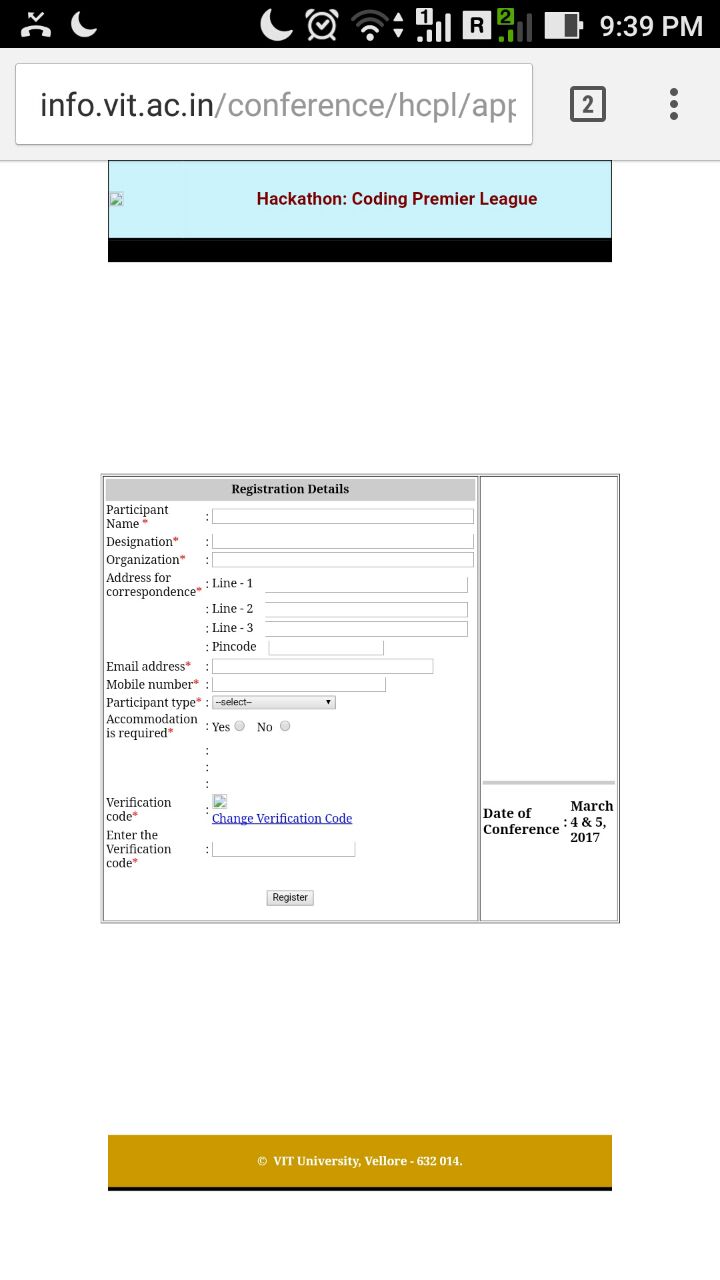 1 R 2 9:39 PM
info.vit.ac.in/conference/hcpl/app
2
Hackathon: Coding Premier League
Registration Details
Participant
Name * :
Designation* :
Organization* :
Address for
correspondence* : Line - 1
: Line - 2
: Line - 3
: Pincode
Email address* :
Mobile number* :
Participant type* : --select--
Accommodation
is required* : Yes No
:
:
:
Verification
code* :
Change Verification Code
Enter the
Verification
code* :
Register
Date of
Conference : March
4 & 5,
2017
© VIT University, Vellore - 632 014.